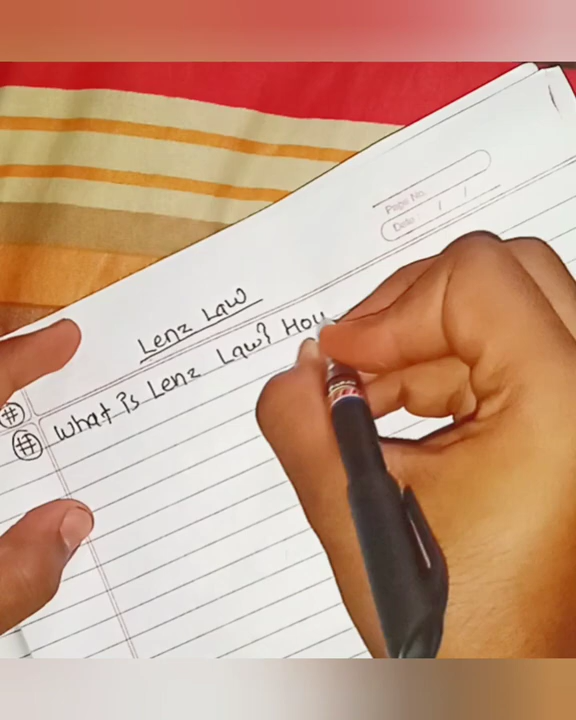 Page No.
Date / /
Lenz Law
# 
# What is Lenz Law? How